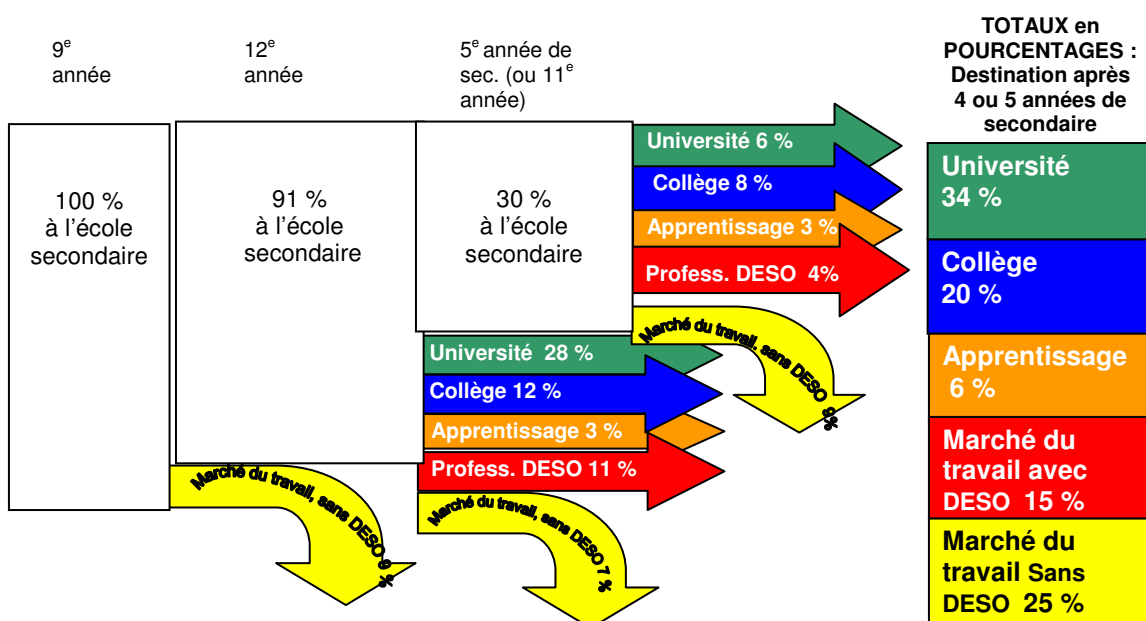 9e
année
12e
année
5e année de
sec. (ou 11e
année)
TOTAUX en
POURCENTAGES :
Destination après
4 ou 5 années de
secondaire
100 %
à l’école
secondaire
91 %
à l’école
secondaire
30 %
à l’école
secondaire
Université 6 %
Collège 8 %
Apprentissage 3 %
Profess. DESO 4%
Marché du travail, sans DESO 9%
Université 28 %
Collège 12 %
Apprentissage 3 %
Profess. DESO 11 %
Marché du travail, sans DESO 9 %
Marché du travail, sans DESO 7 %
Université
34 %
Collège
20 %
Apprentissage
6 %
Marché du
travail avec
DESO 15 %
Marché du
travail Sans
DESO 25 %